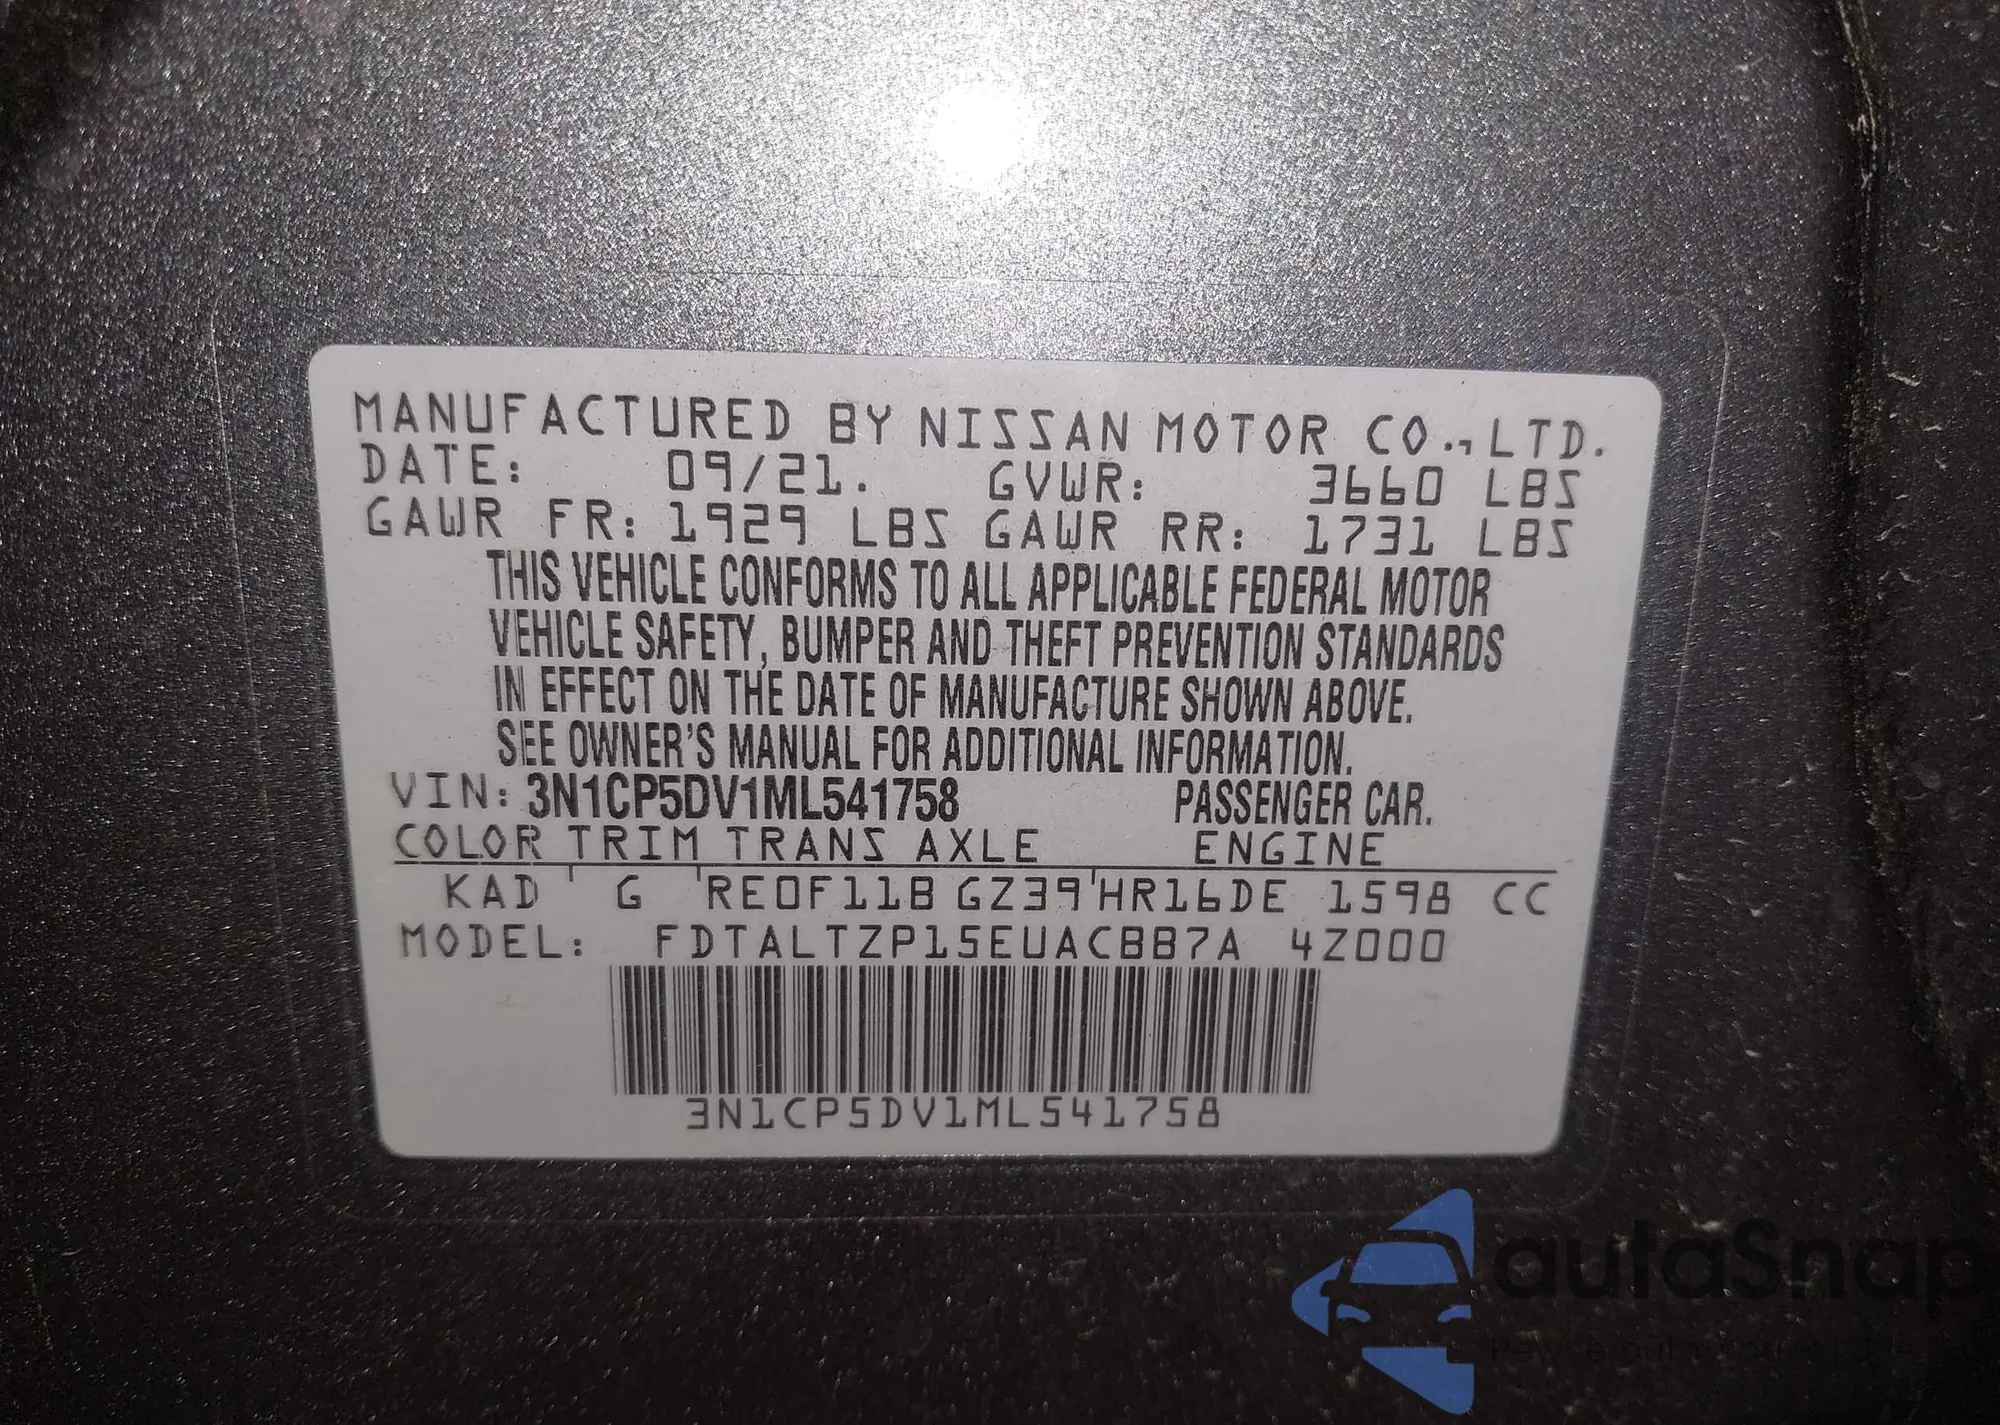 MANUFACTURED BY NISSAN MOTOR CO., LTD.
DATE: 09/21. GVWR: 3660 LBS
GAWR FR: 1929 LBS GAWR RR: 1731 LBS
THIS VEHICLE CONFORMS TO ALL APPLICABLE FEDERAL MOTOR
VEHICLE SAFETY, BUMPER AND THEFT PREVENTION STANDARDS
IN EFFECT ON THE DATE OF MANUFACTURE SHOWN ABOVE.
SEE OWNER'S MANUAL FOR ADDITIONAL INFORMATION.
VIN: 3N1CP5DV1ML541758 PASSENGER CAR.
COLOR TRIM TRANS AXLE ENGINE
KAD ' G 'RE0F11B GZ39'HR16DE 1598 CC
MODEL: FDTALTZP15EUACBB7A 4Z000
3N1CP5DV1ML541758
autaSnap